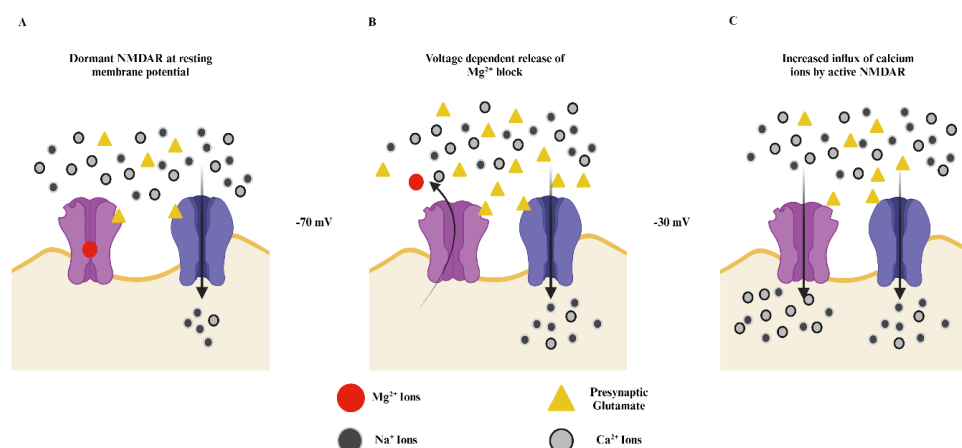 A
B
C
Dormant NMDAR at resting
membrane potential
Voltage dependent release of
Mg²⁺ block
Increased influx of calcium
ions by active NMDAR
-70 mV
-30 mV
Mg²⁺ Ions
Presynaptic
Glutamate
Na⁺ Ions
Ca²⁺ Ions